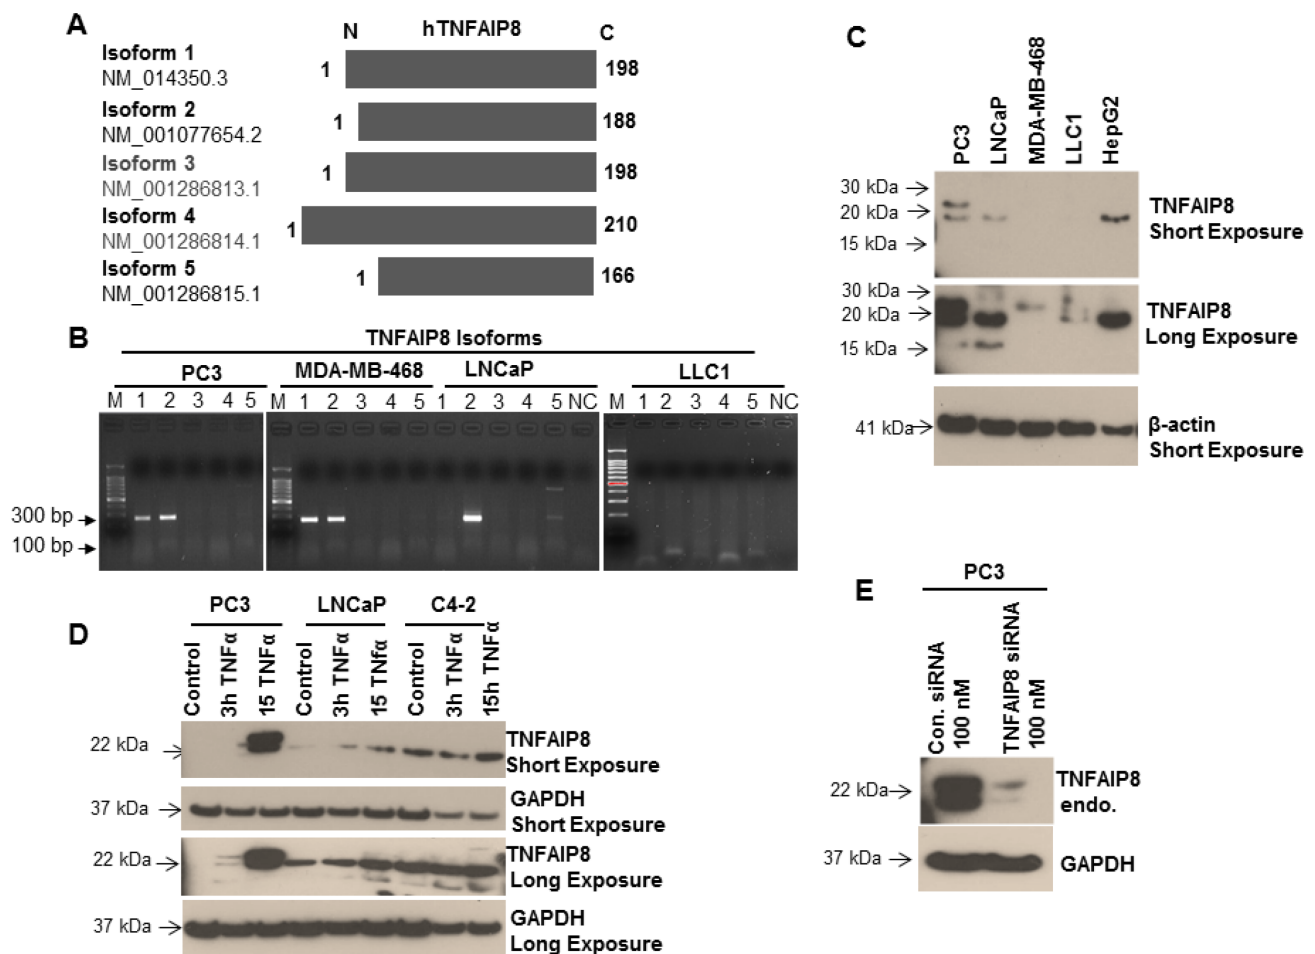 A
N
hTNFAIP8
C
Isoform 1
NM_014350.3
1
198
Isoform 2
NM_001077654.2
1
188
Isoform 3
NM_001286813.1
1
198
Isoform 4
NM_001286814.1
1
210
Isoform 5
NM_001286815.1
1
166
B
TNFAIP8 Isoforms
PC3
MDA-MB-468
LNCaP
LLC1
M 1 2 3 4 5
M 1 2 3 4 5 1 2 3 4 5 NC
M 1 2 3 4 5 NC
300 bp
100 bp
C
PC3
LNCaP
MDA-MB-468
LLC1
HepG2
30 kDa
20 kDa
15 kDa
TNFAIP8
Short Exposure
30 kDa
20 kDa
15 kDa
TNFAIP8
Long Exposure
41 kDa
β-actin
Short Exposure
D
PC3
LNCaP
C4-2
Control
3h TNFα
15 TNFα
Control
3h TNFα
15 TNfα
Control
3h TNFα
15h TNFα
22 kDa
TNFAIP8
Short Exposure
37 kDa
GAPDH
Short Exposure
22 kDa
TNFAIP8
Long Exposure
37 kDa
GAPDH
Long Exposure
E
PC3
Con. siRNA
100 nM
TNFAIP8 siRNA
100 nM
22 kDa
TNFAIP8
endo.
37 kDa
GAPDH